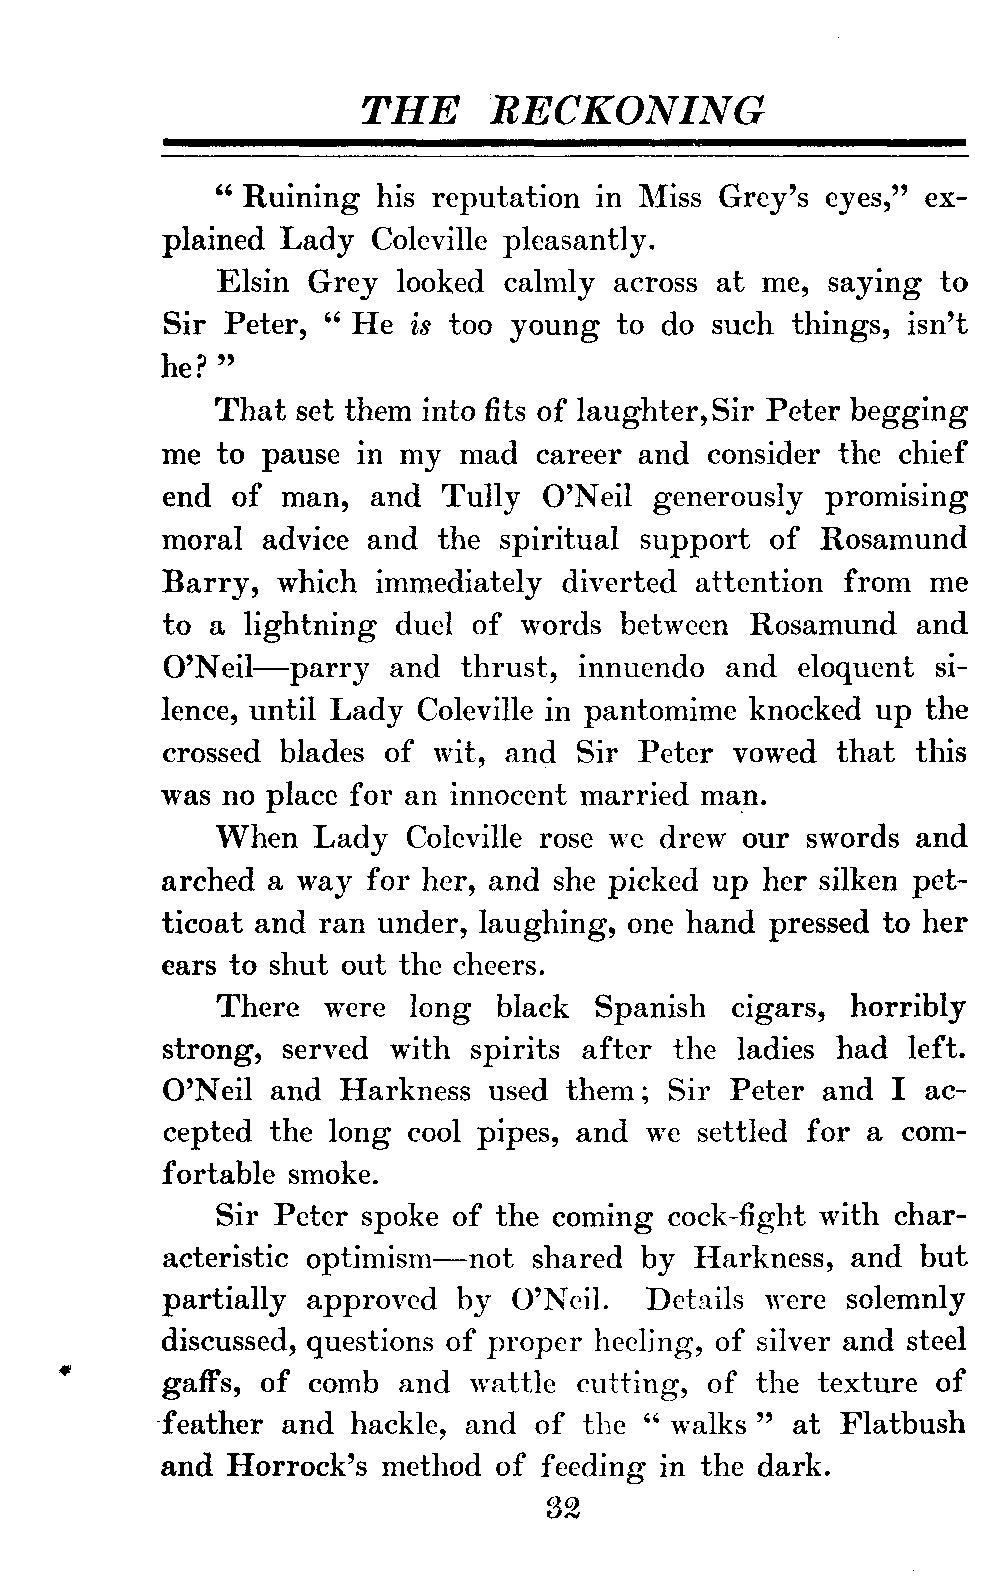 THE RECKONING
“ Ruining his reputation in Miss Grey’s eyes,” ex-
plained Lady Coleville pleasantly.
Elsin Grey looked calmly across at me, saying to
Sir Peter, “ He is too young to do such things, isn’t
he? ”
That set them into fits of laughter, Sir Peter begging
me to pause in my mad career and consider the chief
end of man, and Tully O’Neil generously promising
moral advice and the spiritual support of Rosamund
Barry, which immediately diverted attention from me
to a lightning duel of words between Rosamund and
O’Neil—parry and thrust, innuendo and eloquent si-
lence, until Lady Coleville in pantomime knocked up the
crossed blades of wit, and Sir Peter vowed that this
was no place for an innocent married man.
When Lady Coleville rose we drew our swords and
arched a way for her, and she picked up her silken pet-
ticoat and ran under, laughing, one hand pressed to her
ears to shut out the cheers.
There were long black Spanish cigars, horribly
strong, served with spirits after the ladies had left.
O’Neil and Harkness used them; Sir Peter and I ac-
cepted the long cool pipes, and we settled for a com-
fortable smoke.
Sir Peter spoke of the coming cock-fight with char-
acteristic optimism—not shared by Harkness, and but
partially approved by O’Neil. Details were solemnly
discussed, questions of proper heeling, of silver and steel
gaffs, of comb and wattle cutting, of the texture of
feather and hackle, and of the “ walks ” at Flatbush
and Horrock’s method of feeding in the dark.
32